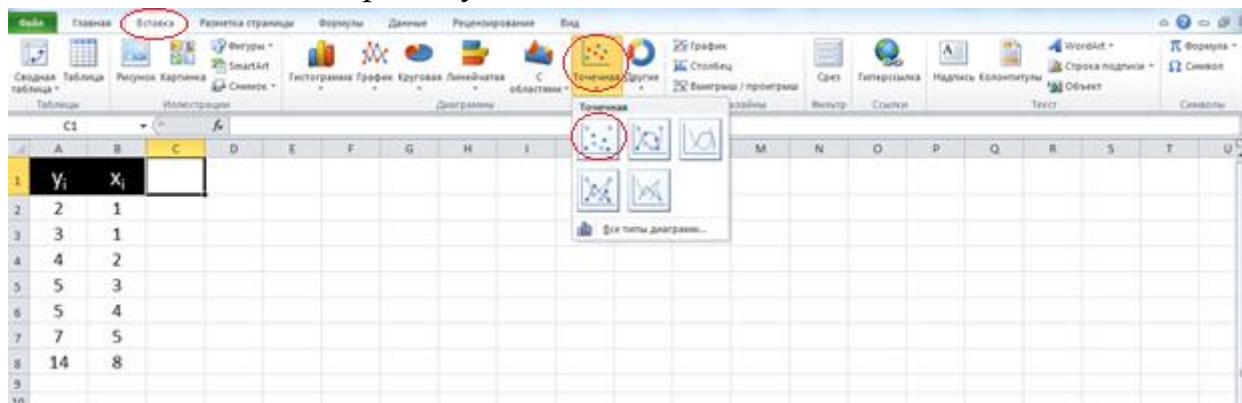 Файл Главная Вставка Разметка страницы Формулы Данные Рецензирование Вид
Сводная таблица Таблица Рисунок Картинка Фигуры SmartArt Снимок Гистограмма График Круговая Линейчатая С областями Точечная Другие График Столбец Выигрыш / проигрыш Срез Гиперссылка Надпись Колонтитулы WordArt Строка подписи Объект Формула Символ
Таблицы Иллюстрации Диаграммы Фильтр Ссылки Текст Символы
Точечная
Все типы диаграмм...
C1 fx
A B C D E F G H I M N O P Q R S T U
1 yi xi
2 2 1
3 3 1
4 4 2
5 5 3
6 5 4
7 7 5
8 14 8
9
10